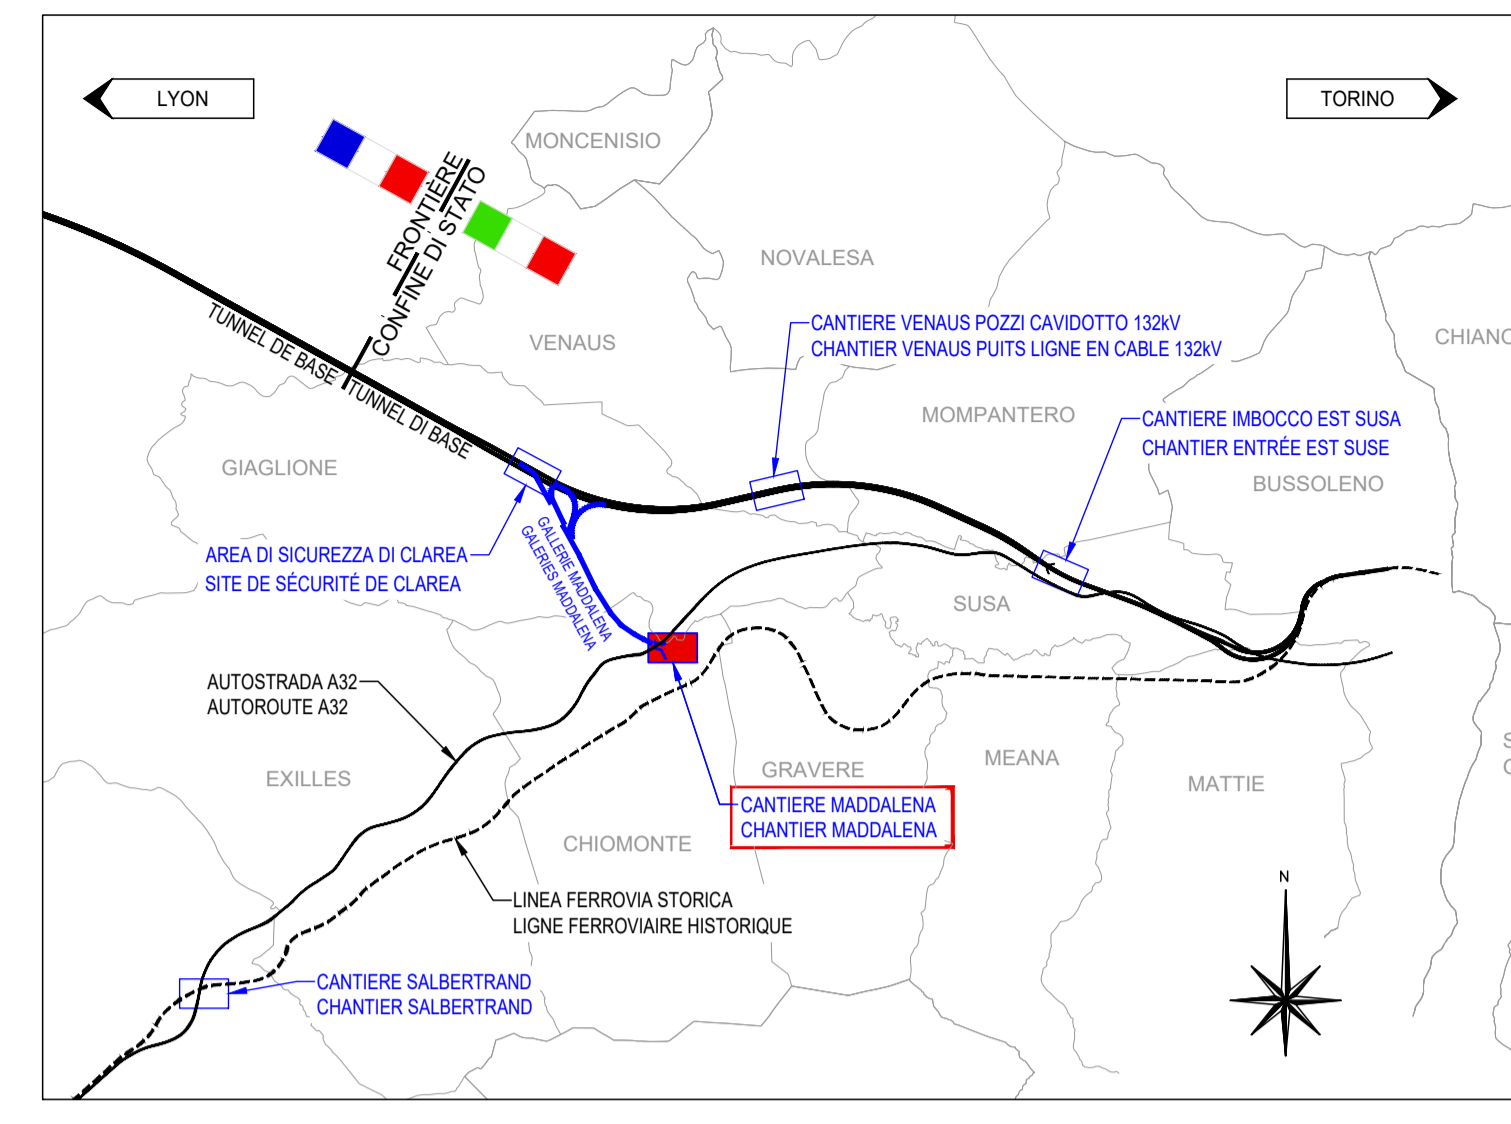 LYON
TORINO
MONCENISIO
FRONTIÈRE
CONFINE DI STATO
NOVALESA
TUNNEL DE BASE
TUNNEL DI BASE
VENAUS
CANTIERE VENAUS POZZI CAVIDOTTO 132kV
CHANTIER VENAUS PUITS LIGNE EN CABLE 132kV
CHIANO
MOMPANTERO
CANTIERE IMBOCCO EST SUSA
CHANTIER ENTRÉE EST SUSE
GIAGLIONE
BUSSOLENO
AREA DI SICUREZZA DI CLAREA
SITE DE SÉCURITÉ DE CLAREA
GALLERIE MADDALENA
GALERIES MADDALENA
SUSA
AUTOSTRADA A32
AUTOROUTE A32
EXILLES
GRAVERE
MEANA
MATTIE
CANTIERE MADDALENA
CHANTIER MADDALENA
CHIOMONTE
LINEA FERROVIA STORICA
LIGNE FERROVIAIRE HISTORIQUE
N
CANTIERE SALBERTRAND
CHANTIER SALBERTRAND